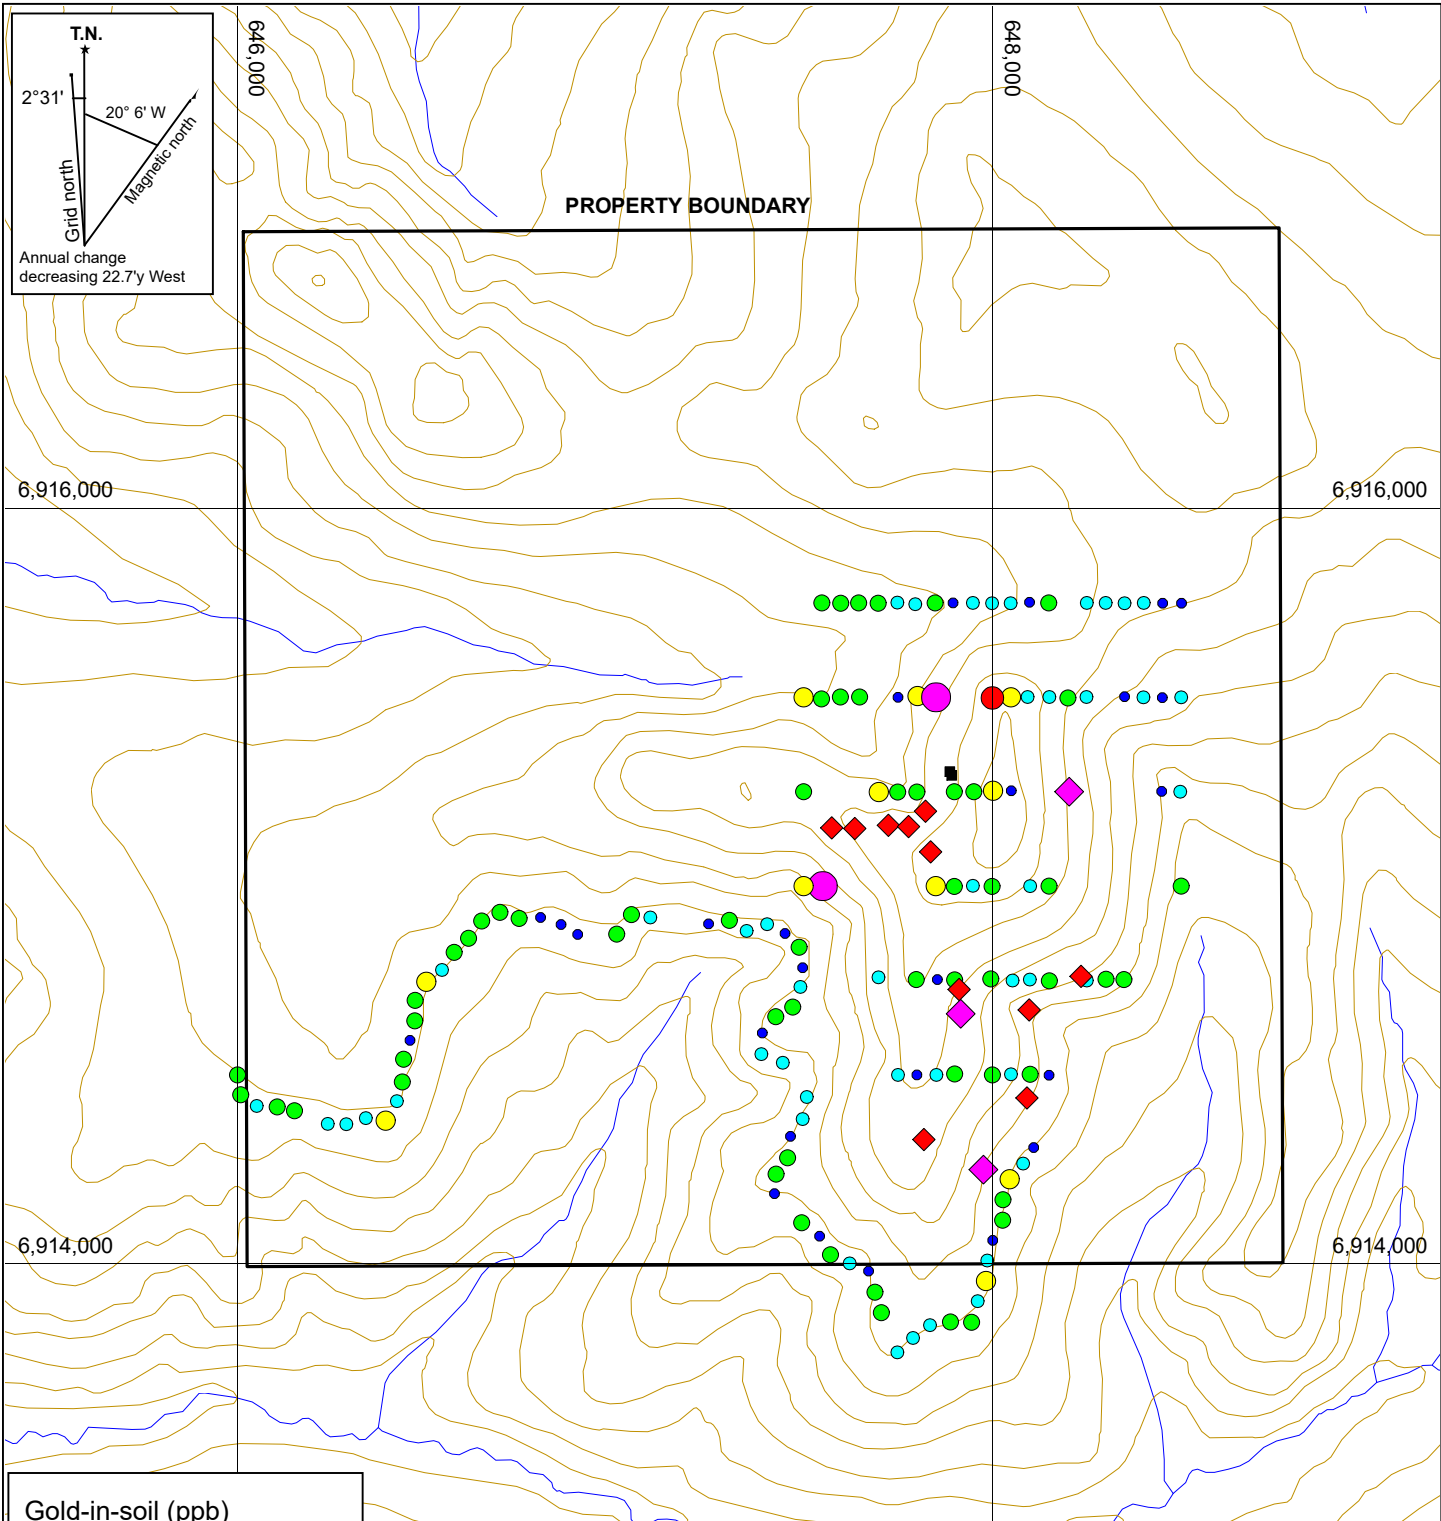 T.N.
2°31'
20° 6' W
Grid north
Magnetic north
Annual change
decreasing 22.7'y West
646,000
648,000
PROPERTY BOUNDARY
6,916,000
6,916,000
6,914,000
6,914,000
Gold-in-soil (ppb)